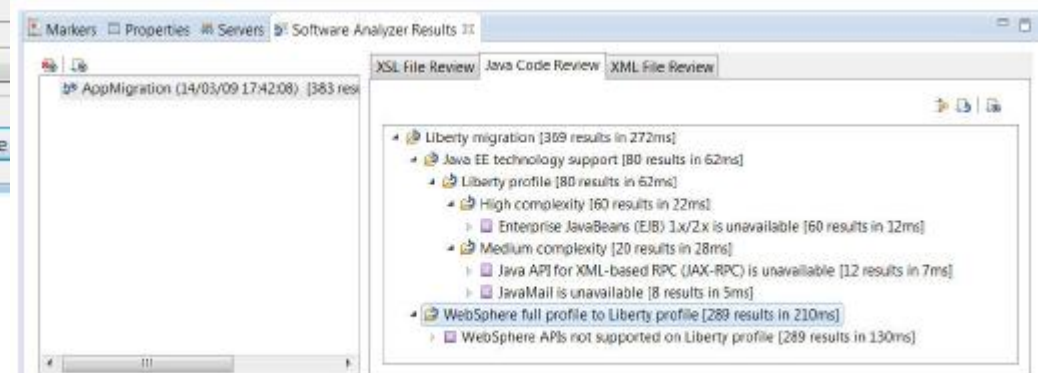 Markers Properties Servers Software Analyzer Results
AppMigration (14/03/09 17:42:08) [383 resu
XSL File Review Java Code Review XML File Review
Liberty migration [369 results in 272ms]
Java EE technology support [80 results in 62ms]
Liberty profile [80 results in 62ms]
High complexity [60 results in 22ms]
Enterprise JavaBeans (EJB) 1.x/2.x is unavailable [60 results in 12ms]
Medium complexity [20 results in 28ms]
Java API for XML-based RPC (JAX-RPC) is unavailable [12 results in 7ms]
JavaMail is unavailable [8 results in 5ms]
WebSphere full profile to Liberty profile [289 results in 210ms]
WebSphere APIs not supported on Liberty profile [289 results in 130ms]